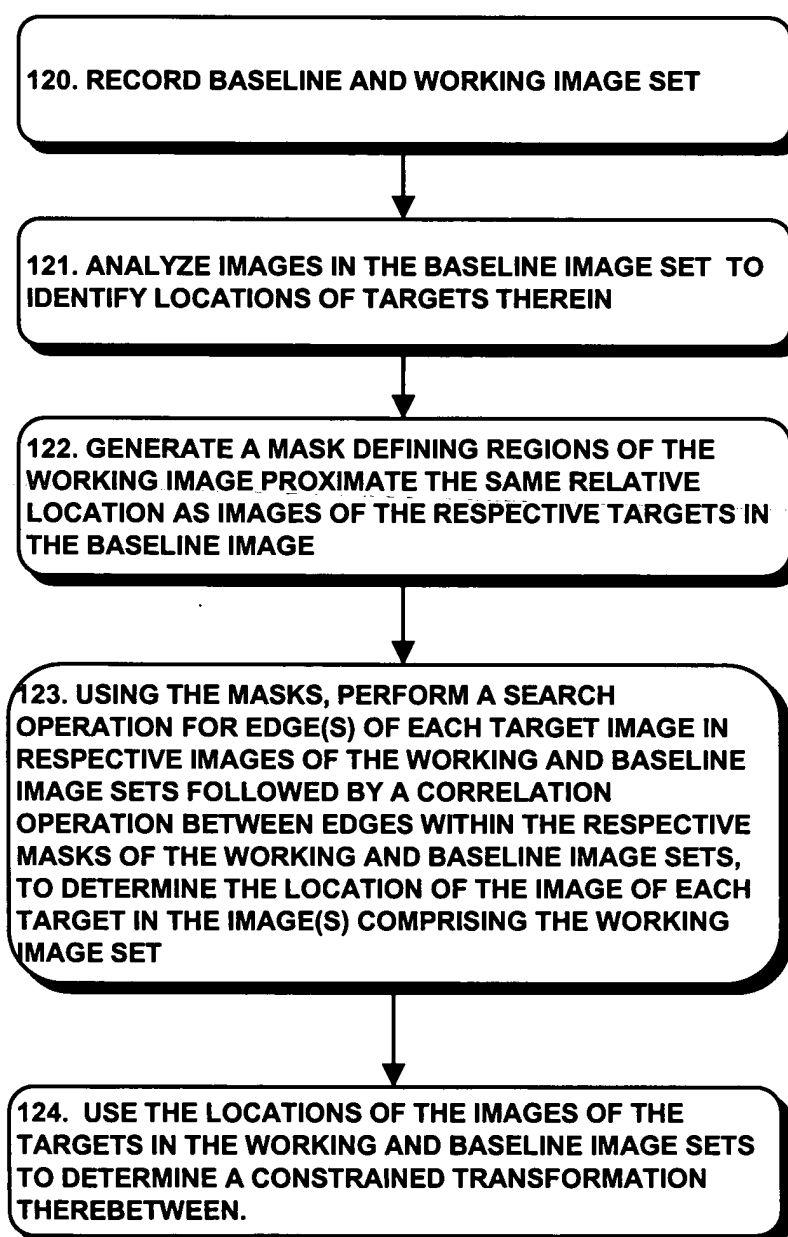 120. RECORD BASELINE AND WORKING IMAGE SET
121. ANALYZE IMAGES IN THE BASELINE IMAGE SET TO
IDENTIFY LOCATIONS OF TARGETS THEREIN
122. GENERATE A MASK DEFINING REGIONS OF THE
WORKING IMAGE PROXIMATE THE SAME RELATIVE
LOCATION AS IMAGES OF THE RESPECTIVE TARGETS IN
THE BASELINE IMAGE
123. USING THE MASKS, PERFORM A SEARCH
OPERATION FOR EDGE(S) OF EACH TARGET IMAGE IN
RESPECTIVE IMAGES OF THE WORKING AND BASELINE
IMAGE SETS FOLLOWED BY A CORRELATION
OPERATION BETWEEN EDGES WITHIN THE RESPECTIVE
MASKS OF THE WORKING AND BASELINE IMAGE SETS,
TO DETERMINE THE LOCATION OF THE IMAGE OF EACH
TARGET IN THE IMAGE(S) COMPRISING THE WORKING
IMAGE SET
124. USE THE LOCATIONS OF THE IMAGES OF THE
TARGETS IN THE WORKING AND BASELINE IMAGE SETS
TO DETERMINE A CONSTRAINED TRANSFORMATION
THEREBETWEEN.